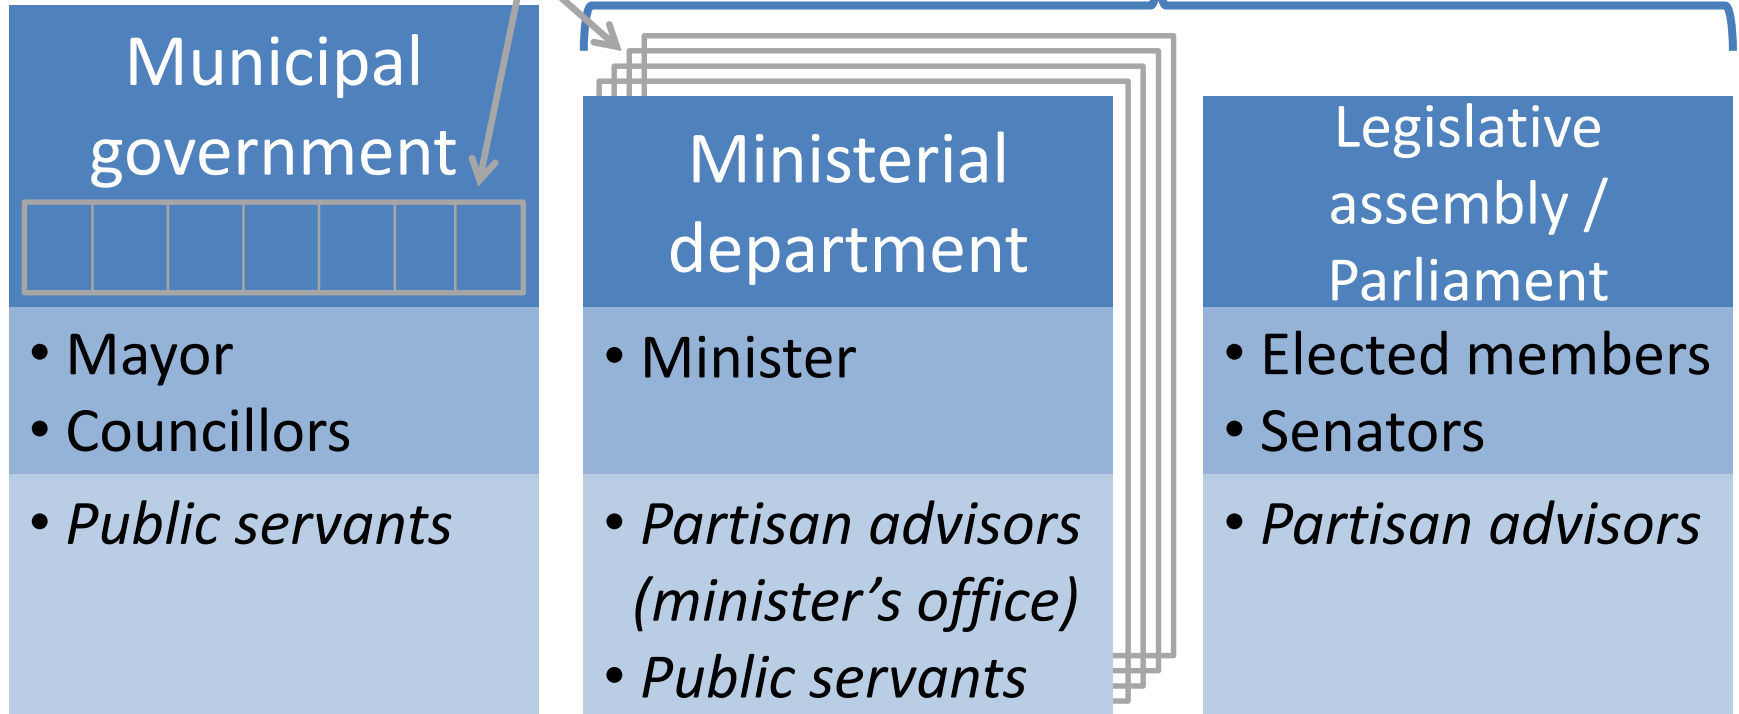 Municipal
government
• Mayor
• Councillors
• Public servants
Ministerial
department
• Minister
• Partisan advisors
(minister’s office)
• Public servants
Legislative
assembly /
Parliament
• Elected members
• Senators
• Partisan advisors